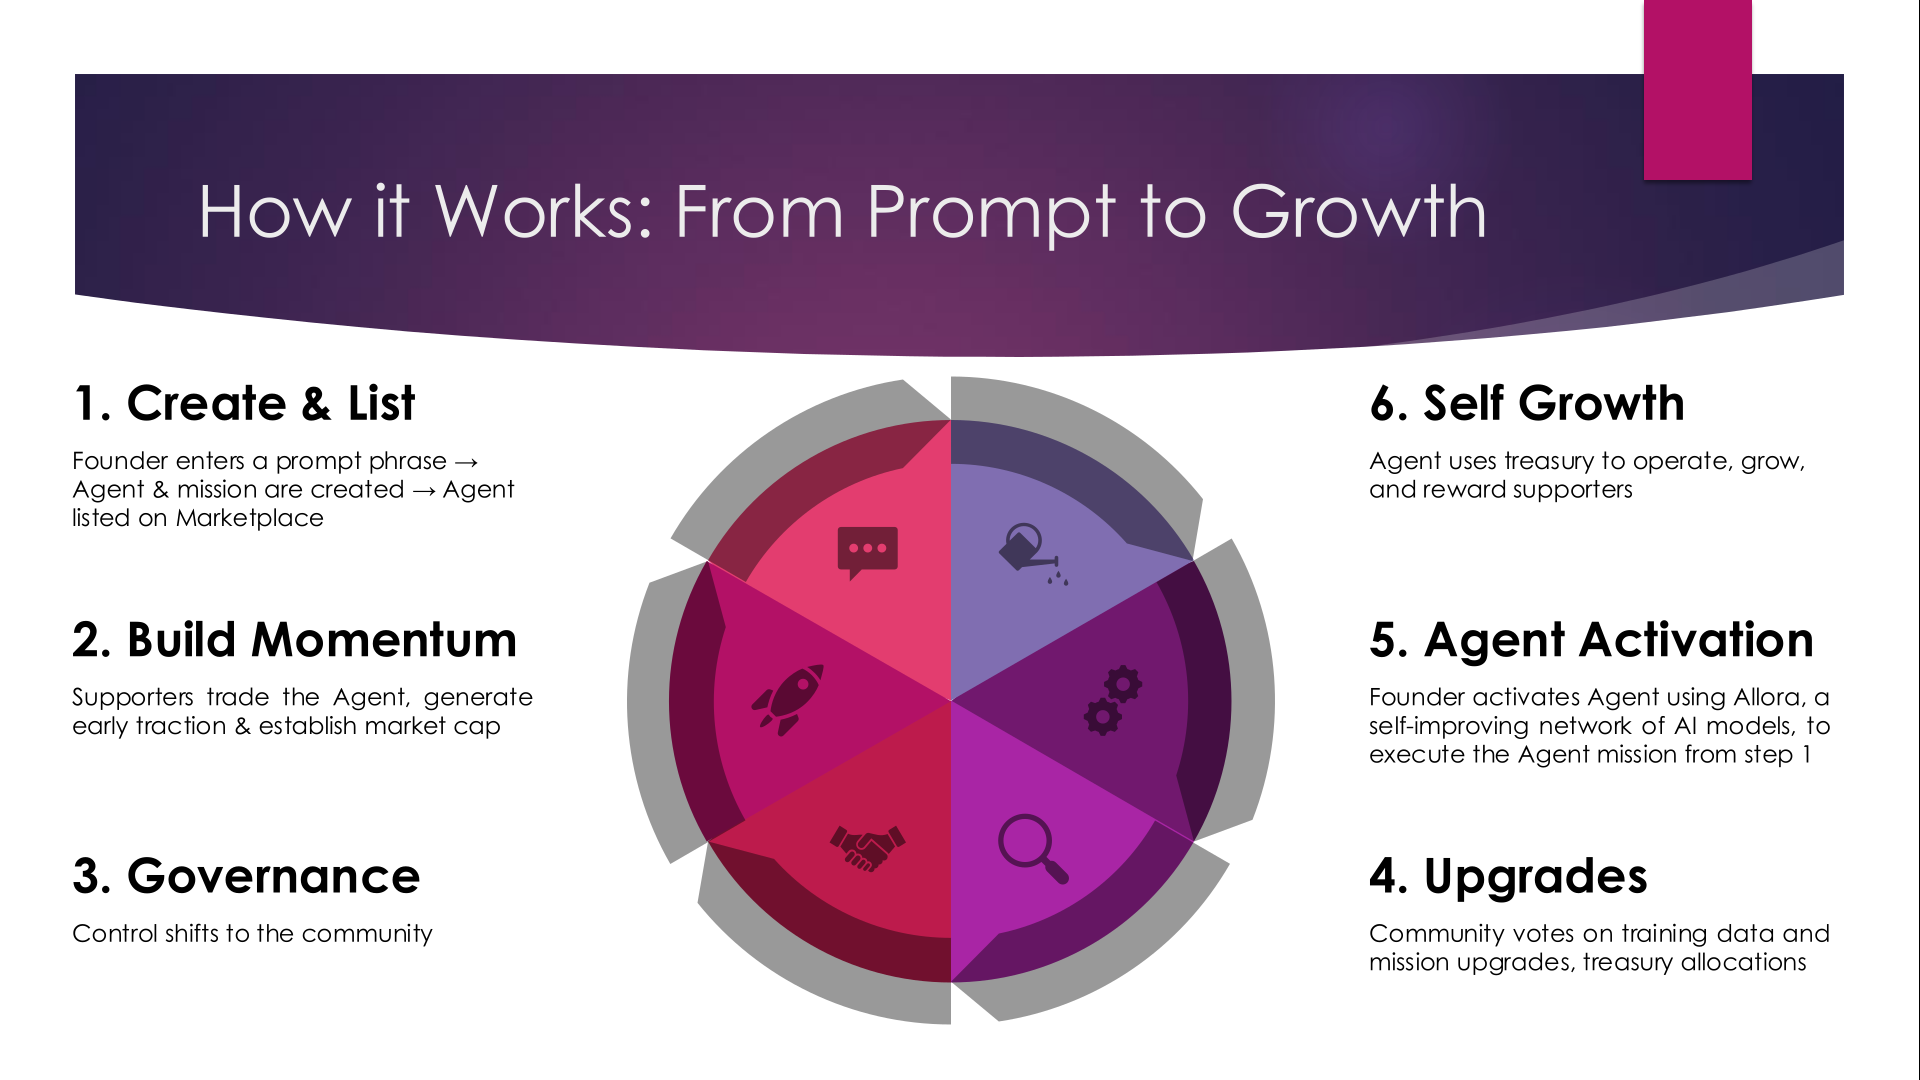 How it Works: From Prompt to Growth
1. Create & List
Founder enters a prompt phrase →
Agent & mission are created → Agent
listed on Marketplace
2. Build Momentum
Supporters trade the Agent, generate
early traction & establish market cap
3. Governance
Control shifts to the community
6. Self Growth
Agent uses treasury to operate, grow,
and reward supporters
5. Agent Activation
Founder activates Agent using Allora, a
self-improving network of AI models, to
execute the Agent mission from step 1
4. Upgrades
Community votes on training data and
mission upgrades, treasury allocations